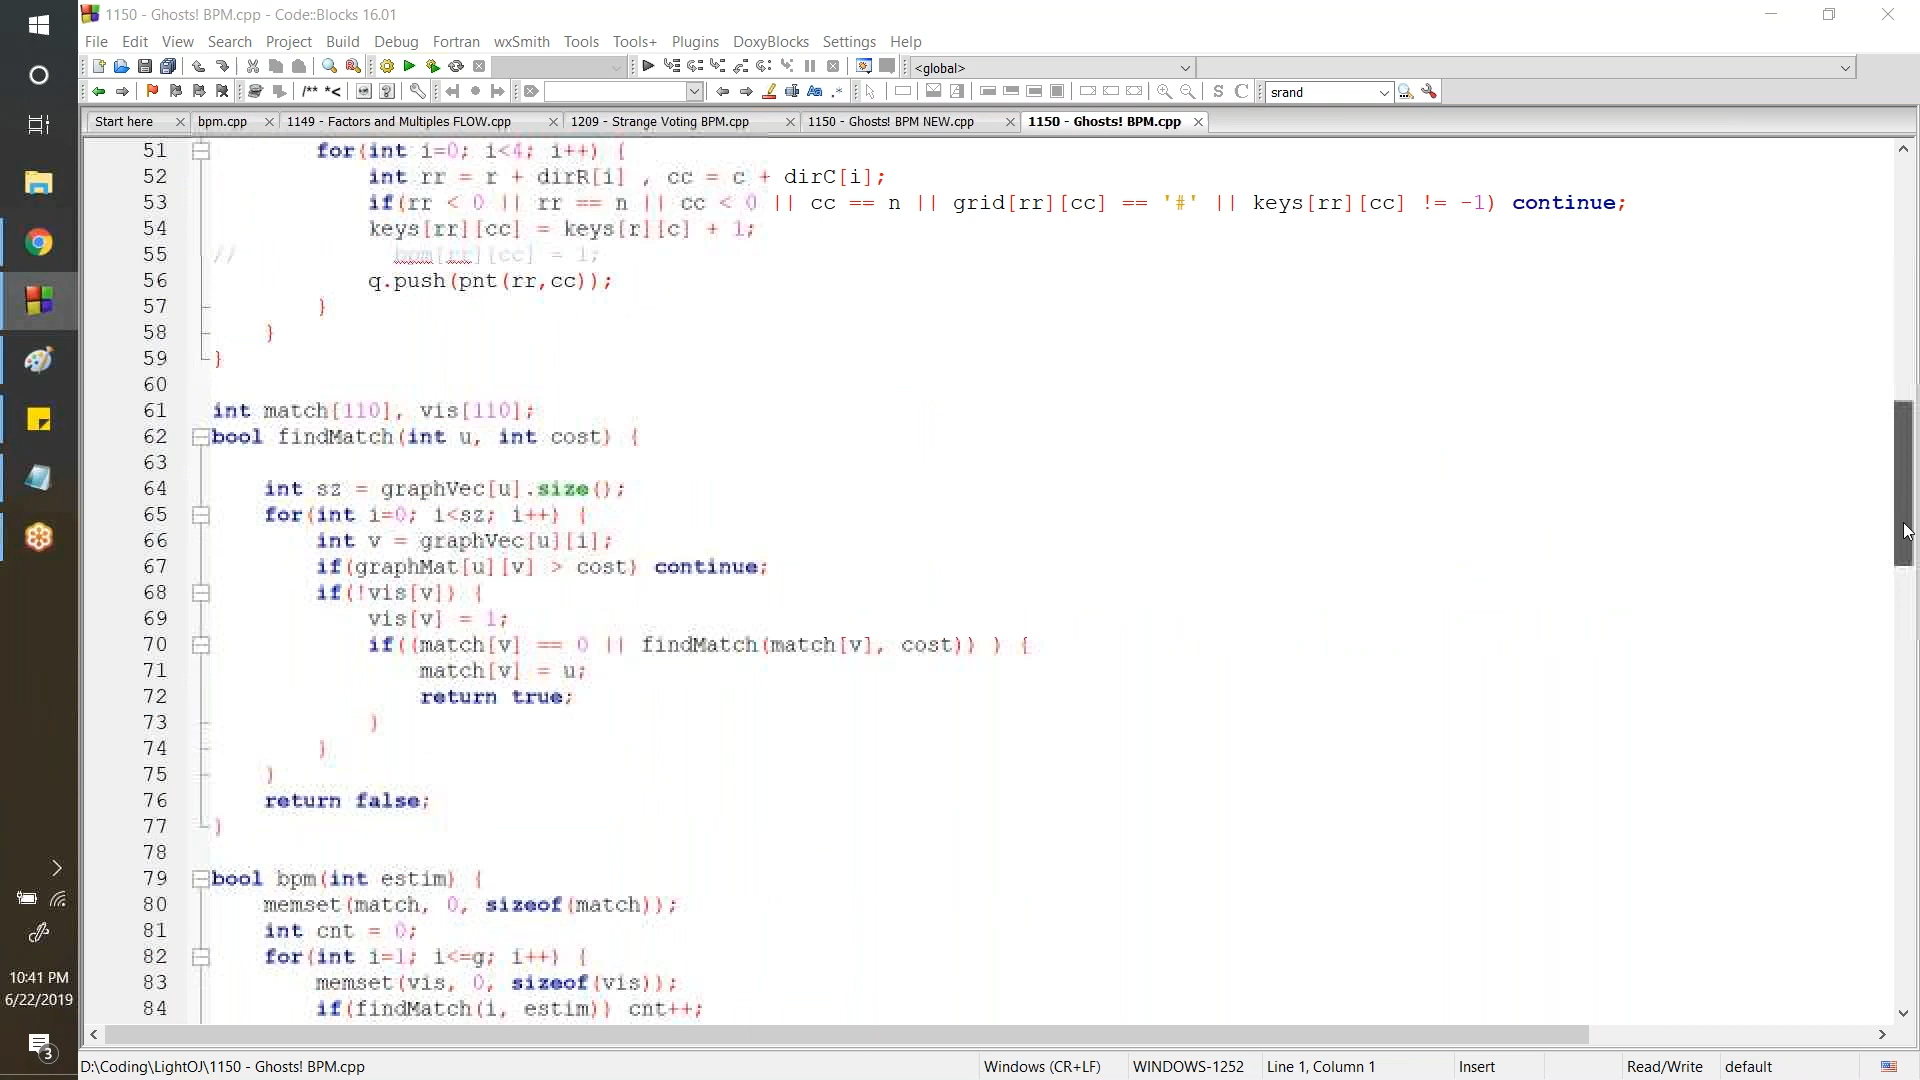 1150 - Ghosts! BPM.cpp - Code::Blocks 16.01
File Edit View Search Project Build Debug Fortran wxSmith Tools Tools+ Plugins DoxyBlocks Settings Help
<global>
/** *< Aa .* S C srand
Start here bpm.cpp 1149 - Factors and Multiples FLOW.cpp 1209 - Strange Voting BPM.cpp 1150 - Ghosts! BPM NEW.cpp 1150 - Ghosts! BPM.cpp
51 for(int i=0; i<4; i++) {
52 int rr = r + dirR[i] , cc = c + dirC[i];
53 if(rr < 0 || rr == n || cc < 0 || cc == n || grid[rr][cc] == '#' || keys[rr][cc] != -1) continue;
54 keys[rr][cc] = keys[r][c] + 1;
55 // bpm[rr][cc] = 1;
56 q.push(pnt(rr,cc));
57 }
58 }
59 }
60
61 int match[110], vis[110];
62 bool findMatch(int u, int cost) {
63
64 int sz = graphVec[u].size();
65 for(int i=0; i<sz; i++) {
66 int v = graphVec[u][i];
67 if(graphMat[u][v] > cost) continue;
68 if(!vis[v]) {
69 vis[v] = 1;
70 if((match[v] == 0 || findMatch(match[v], cost)) ) {
71 match[v] = u;
72 return true;
73 }
74 }
75 }
76 return false;
77 }
78
79 bool bpm(int estim) {
80 memset(match, 0, sizeof(match));
81 int cnt = 0;
82 for(int i=1; i<=g; i++) {
83 memset(vis, 0, sizeof(vis));
84 if(findMatch(i, estim)) cnt++;
10:41 PM
6/22/2019
3
D:\Coding\LightOJ\1150 - Ghosts! BPM.cpp Windows (CR+LF) WINDOWS-1252 Line 1, Column 1 Insert Read/Write default